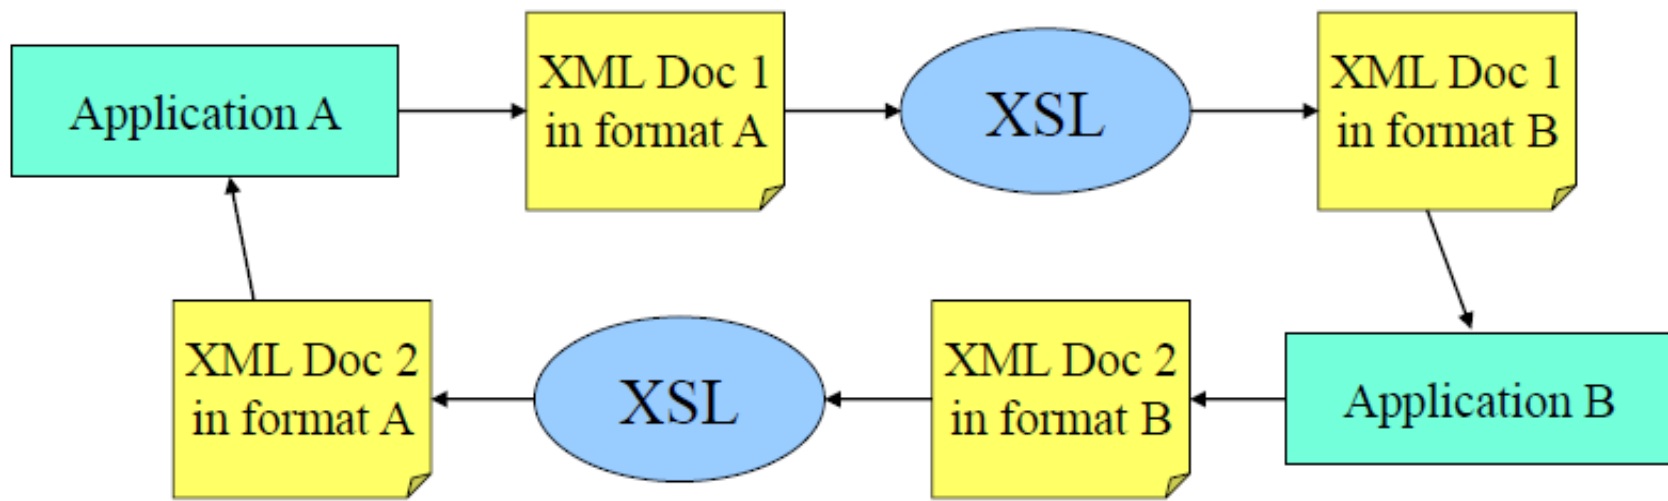 Application A
XML Doc 1
in format A
XSL
XML Doc 1
in format B
XML Doc 2
in format A
XSL
XML Doc 2
in format B
Application B